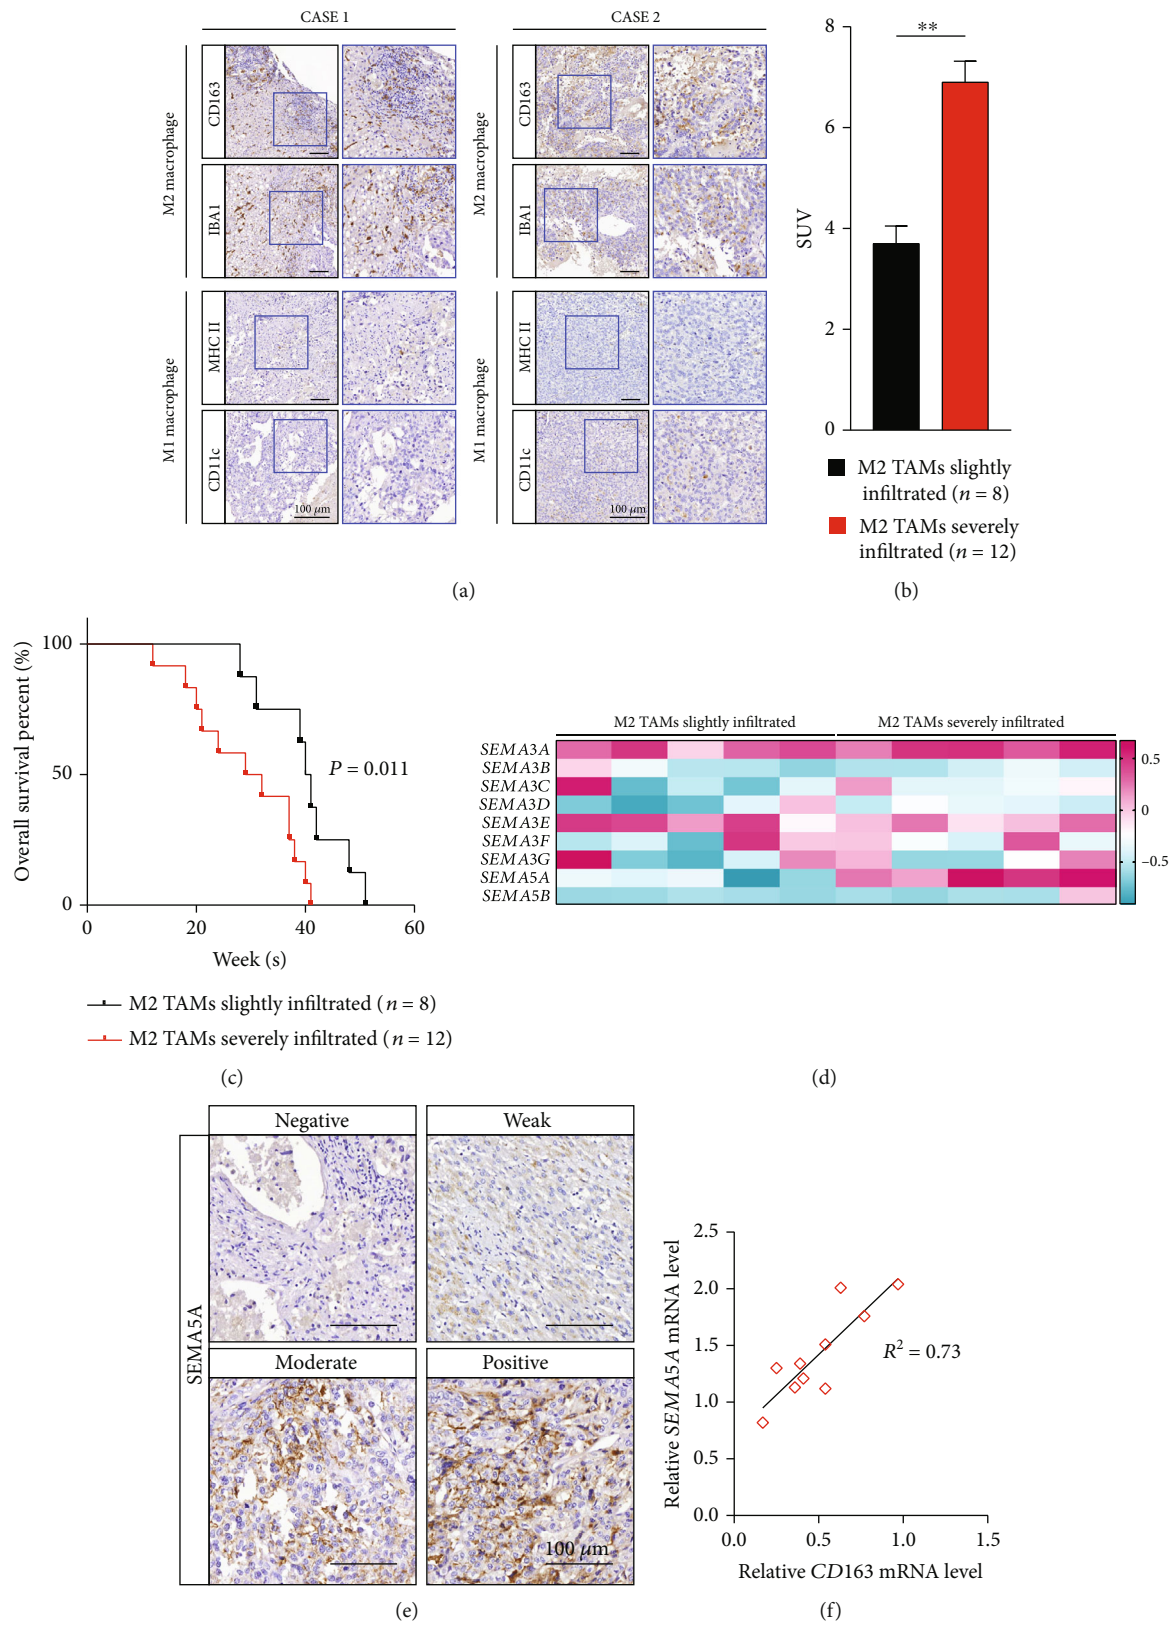 CASE 1
CASE 2
M2 macrophage
CD163
IBA1
M1 macrophage
MHC II
CD11c
100 μm
M2 macrophage
CD163
IBA1
M1 macrophage
MHC II
CD11c
100 μm
(a)
**
SUV
8
6
4
2
0
M2 TAMs slightly
infiltrated (n = 8)
M2 TAMs severely
infiltrated (n = 12)
(b)
Overall survival percent (%)
100
50
0
0 20 40 60
Week (s)
P = 0.011
M2 TAMs slightly infiltrated (n = 8)
M2 TAMs severely infiltrated (n = 12)
(c)
M2 TAMs slightly infiltrated
M2 TAMs severely infiltrated
SEMA3A
SEMA3B
SEMA3C
SEMA3D
SEMA3E
SEMA3F
SEMA3G
SEMA5A
SEMA5B
0.5
0
−0.5
(d)
SEMA5A
Negative
Weak
Moderate
Positive
100 μm
(e)
Relative SEMA5A mRNA level
2.5
2.0
1.5
1.0
0.5
0.0
0.0 0.5 1.0 1.5
Relative CD163 mRNA level
R² = 0.73
(f)